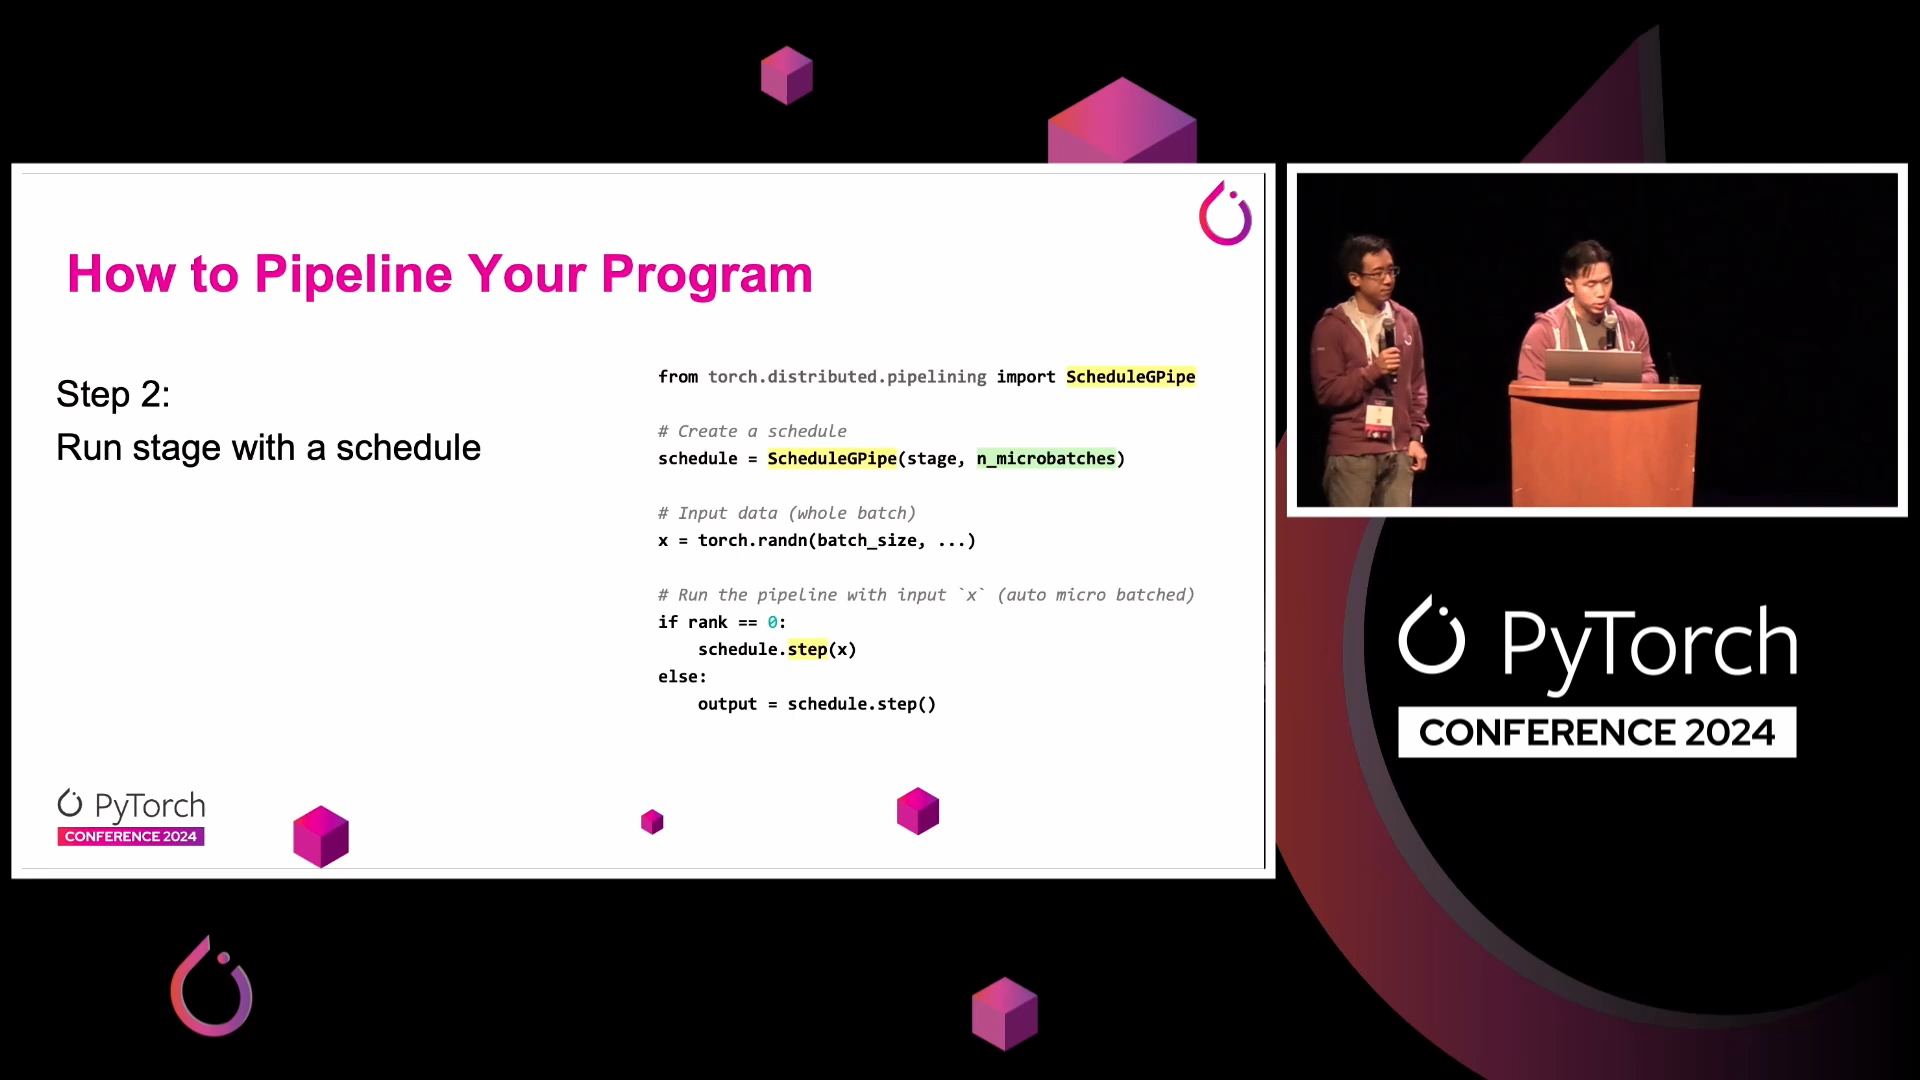 How to Pipeline Your Program
Step 2:
Run stage with a schedule
from torch.distributed.pipelining import ScheduleGPipe
# Create a schedule
schedule = ScheduleGPipe(stage, n_microbatches)
# Input data (whole batch)
x = torch.randn(batch_size, ...)
# Run the pipeline with input `x` (auto micro batched)
if rank == 0:
schedule.step(x)
else:
output = schedule.step()
PyTorch
CONFERENCE 2024
PyTorch
CONFERENCE 2024